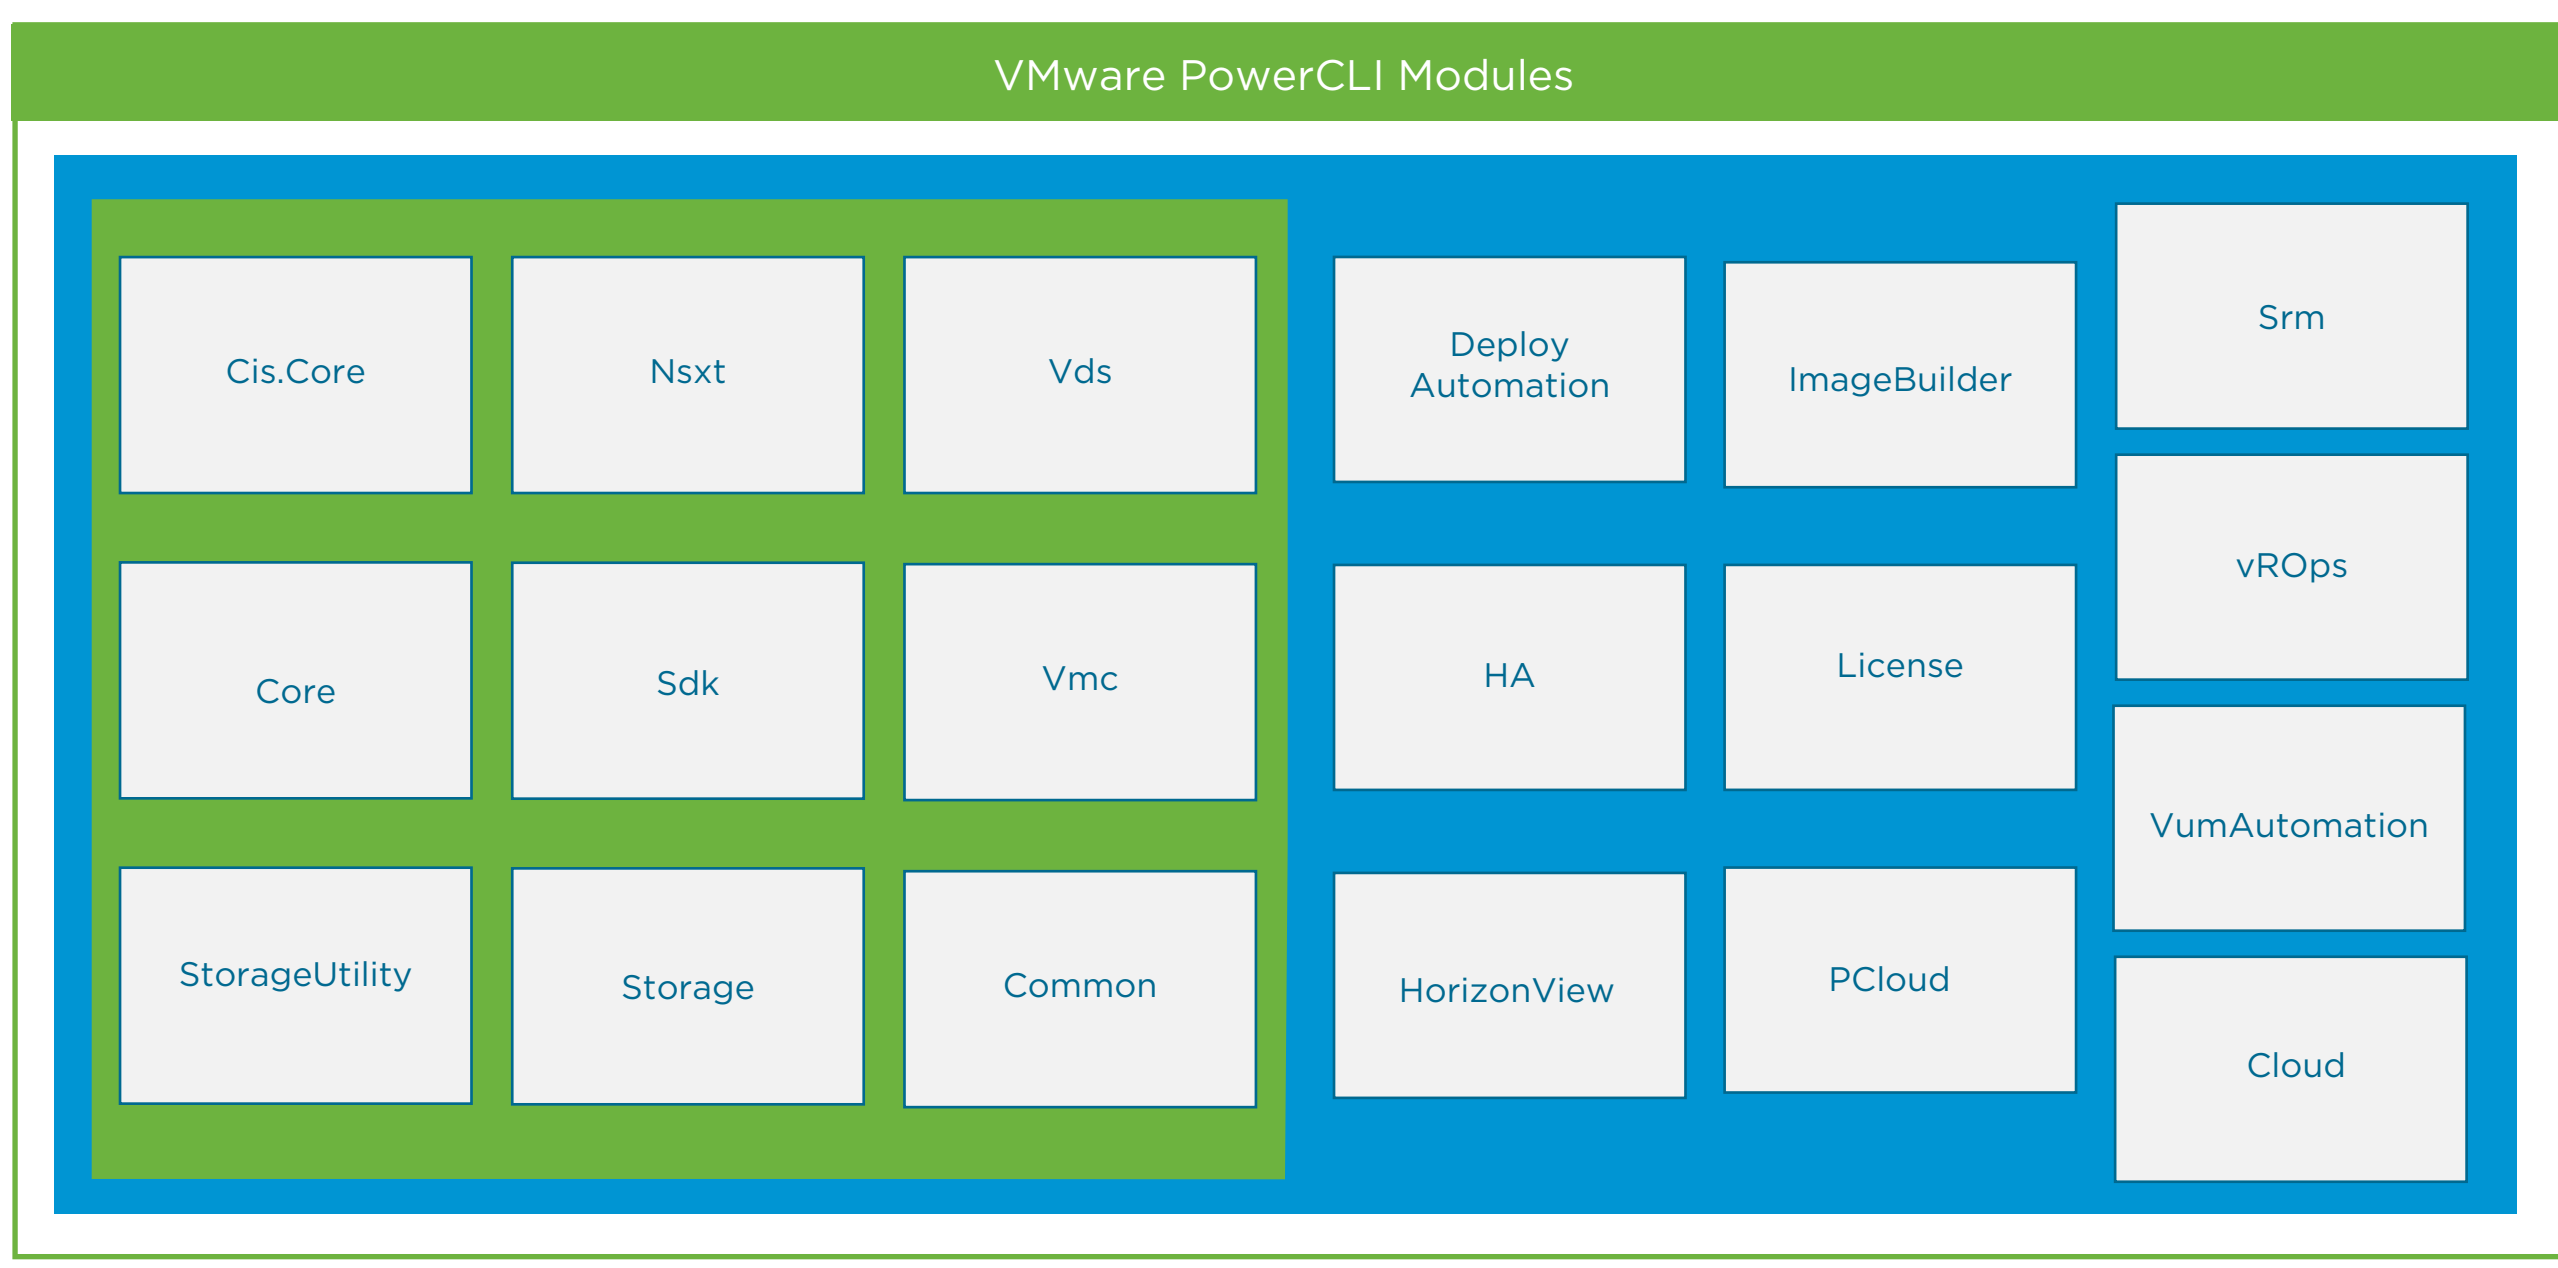 VMware PowerCLI Modules
Cis.Core
Nsxt
Vds
Deploy
Automation
ImageBuilder
Srm
vROps
Core
Sdk
Vmc
HA
License
VumAutomation
StorageUtility
Storage
Common
HorizonView
PCloud
Cloud